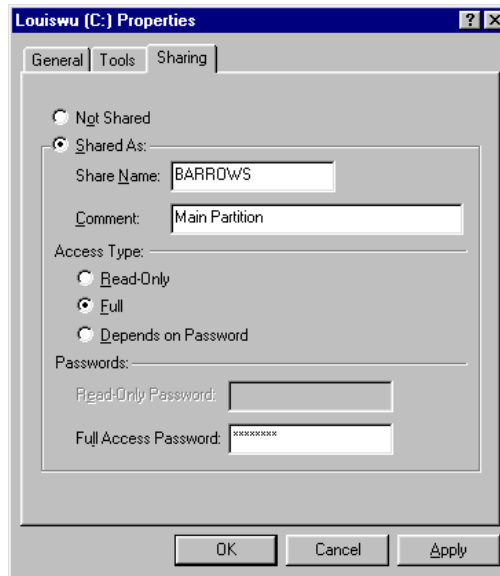 Louiswu (C:) Properties
General Tools Sharing
Not Shared
Shared As:
Share Name: BARROWS
Comment: Main Partition
Access Type:
Read-Only
Full
Depends on Password
Passwords:
Read-Only Password:
Full Access Password: ********
OK Cancel Apply